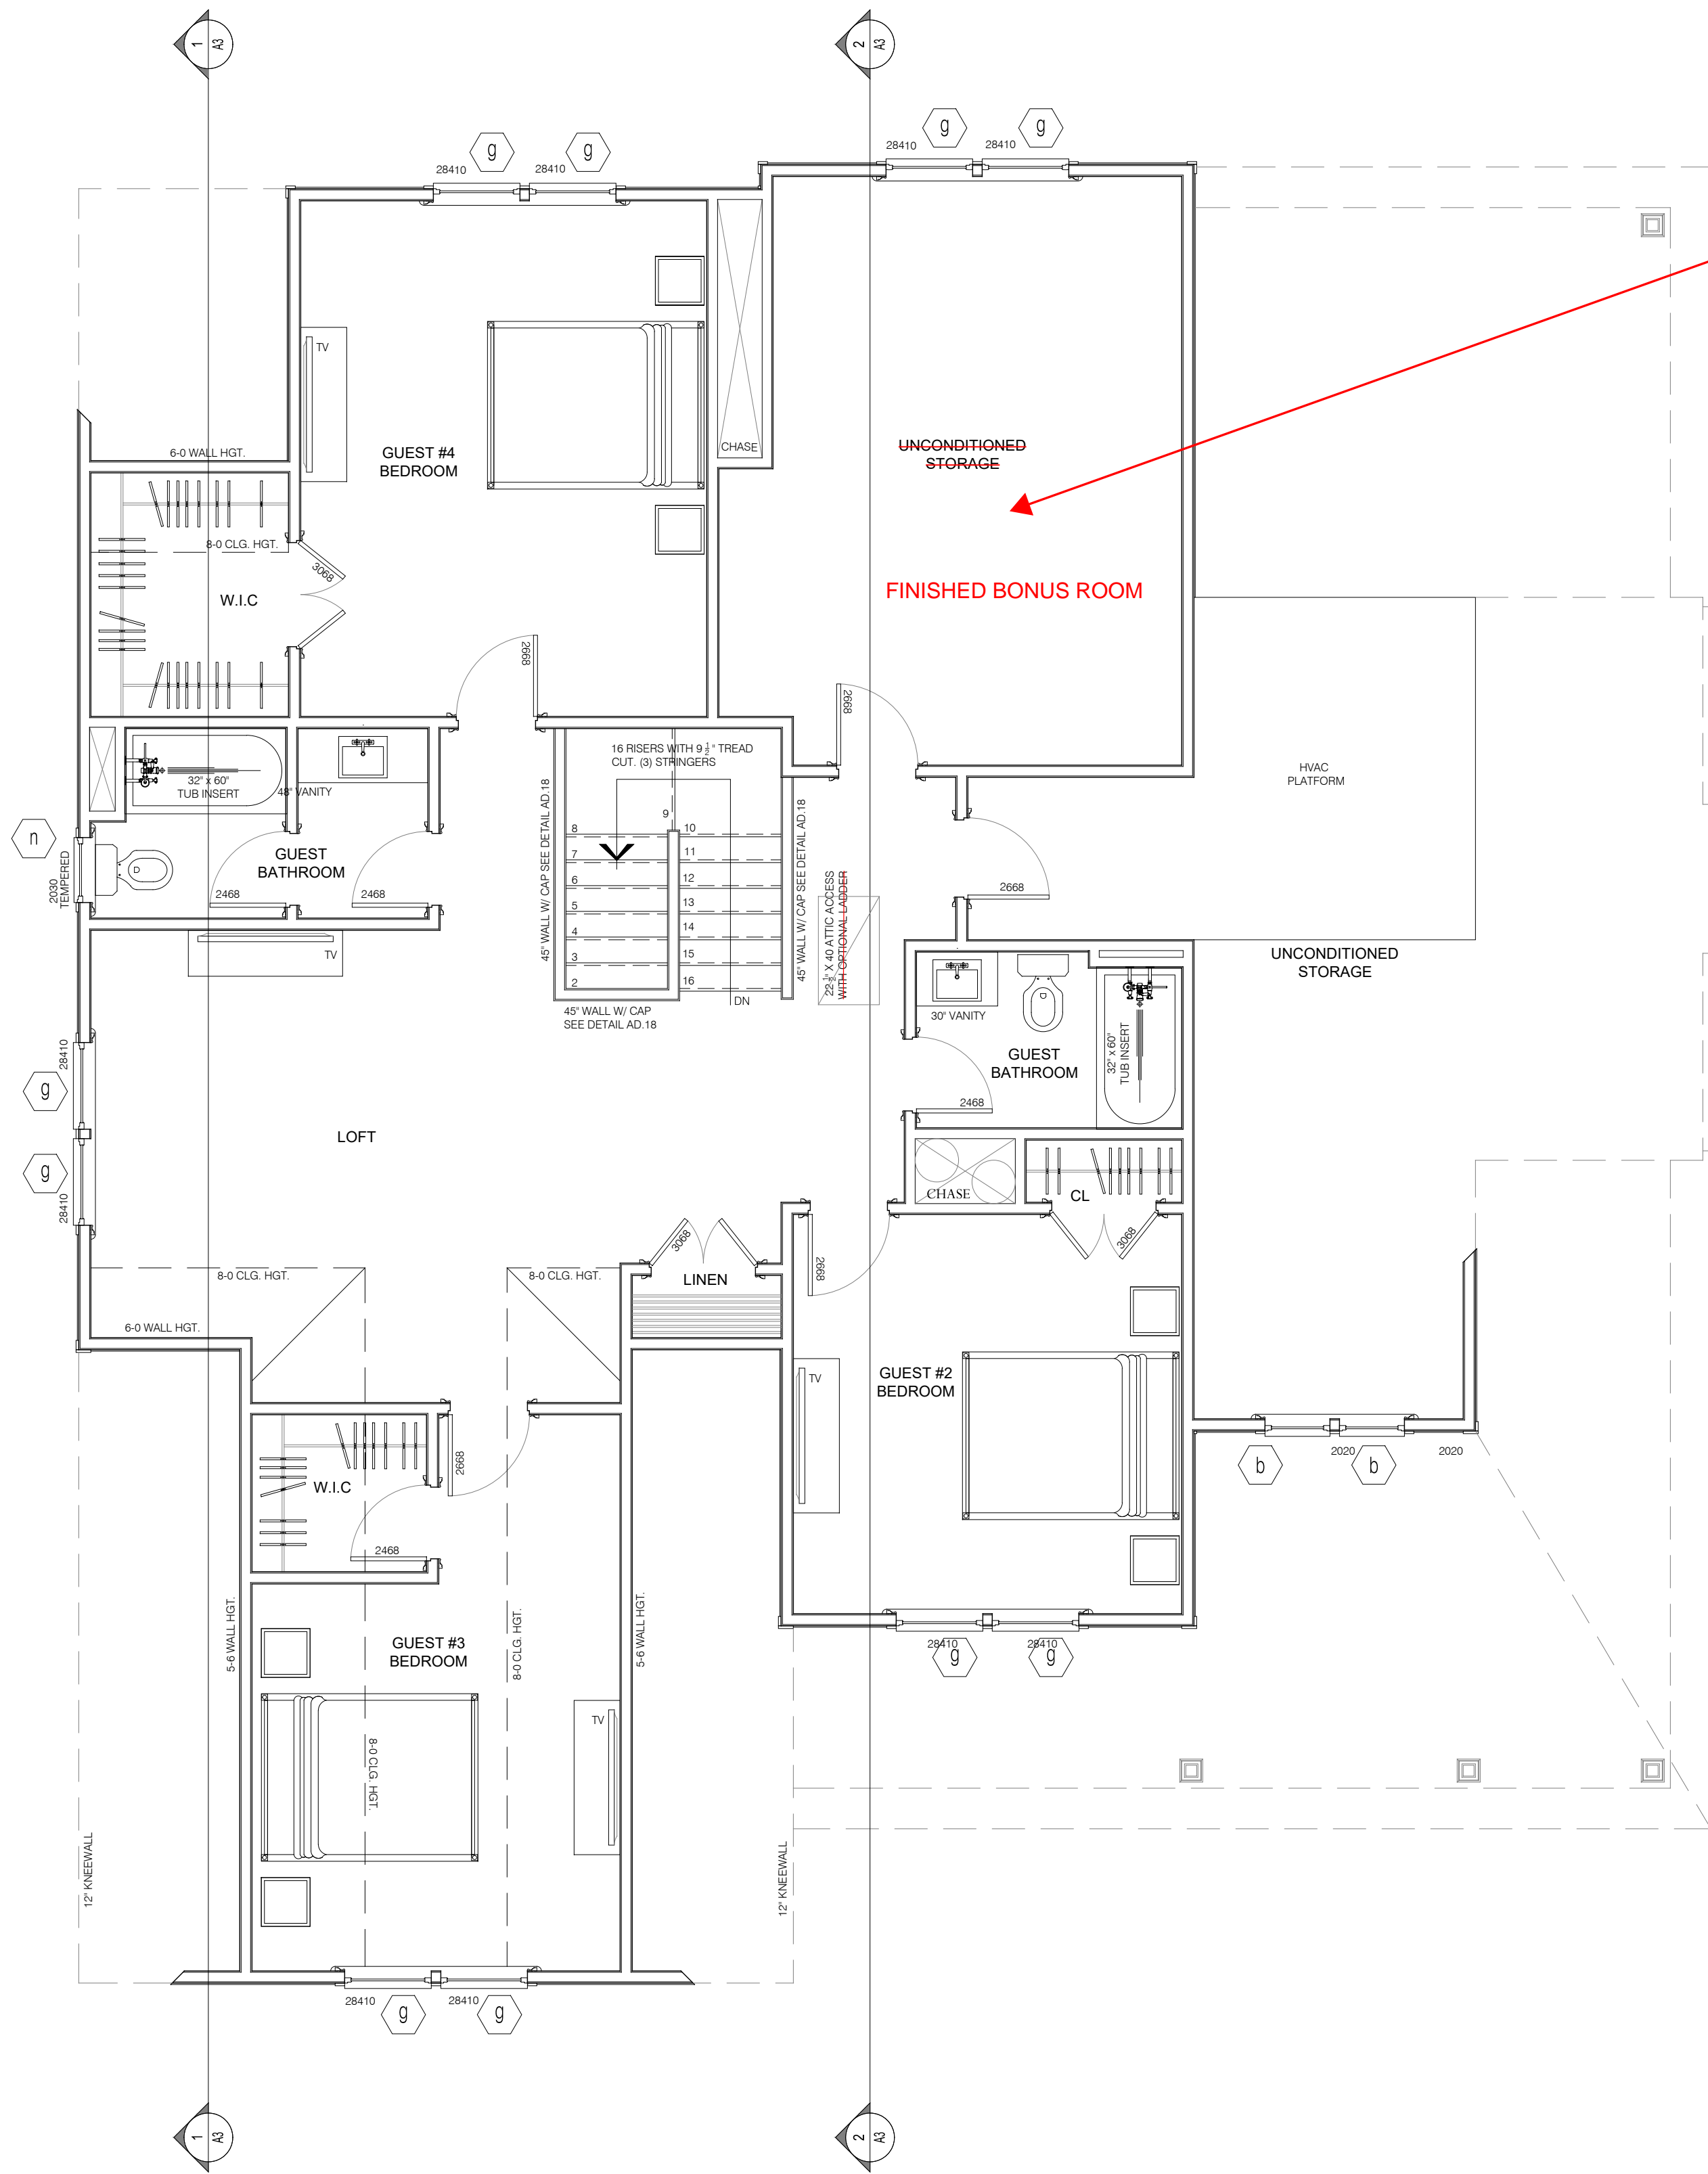 1
A3
2
A3
g
g
28410
28410
g
g
28410
28410
TV
CHASE
GUEST #4
BEDROOM
6-0 WALL HGT.
UNCONDITIONED
STORAGE
8-0 CLG. HGT.
3068
W.I.C
FINISHED BONUS ROOM
2668
2668
16 RISERS WITH 9 1/2" TREAD
CUT. (3) STRINGERS
HVAC
PLATFORM
32" x 60"
TUB INSERT
48" VANITY
n
2030
TEMPERED
GUEST
BATHROOM
2468
2468
45" WALL W/ CAP SEE DETAIL AD.18
9
8
7
6
5
4
3
2
10
11
12
13
14
15
16
DN
45" WALL W/ CAP SEE DETAIL AD.18
22-1/2" X 40 ATTIC ACCESS
WITH OPTIONAL LADDER
2668
TV
45" WALL W/ CAP
SEE DETAIL AD.18
UNCONDITIONED
STORAGE
30" VANITY
GUEST
BATHROOM
32" x 60"
TUB INSERT
2468
28410
g
g
28410
LOFT
CHASE
CL
3068
3068
2668
LINEN
8-0 CLG. HGT.
8-0 CLG. HGT.
6-0 WALL HGT.
TV
GUEST #2
BEDROOM
2668
W.I.C
2468
b
2020
b
2020
5-6 WALL HGT.
GUEST #3
BEDROOM
8-0 CLG. HGT.
5-6 WALL HGT.
28410
28410
g
g
TV
8-0 CLG. HGT.
12" KNEEWALL
12" KNEEWALL
28410
28410
g
g
1
A3
2
A3